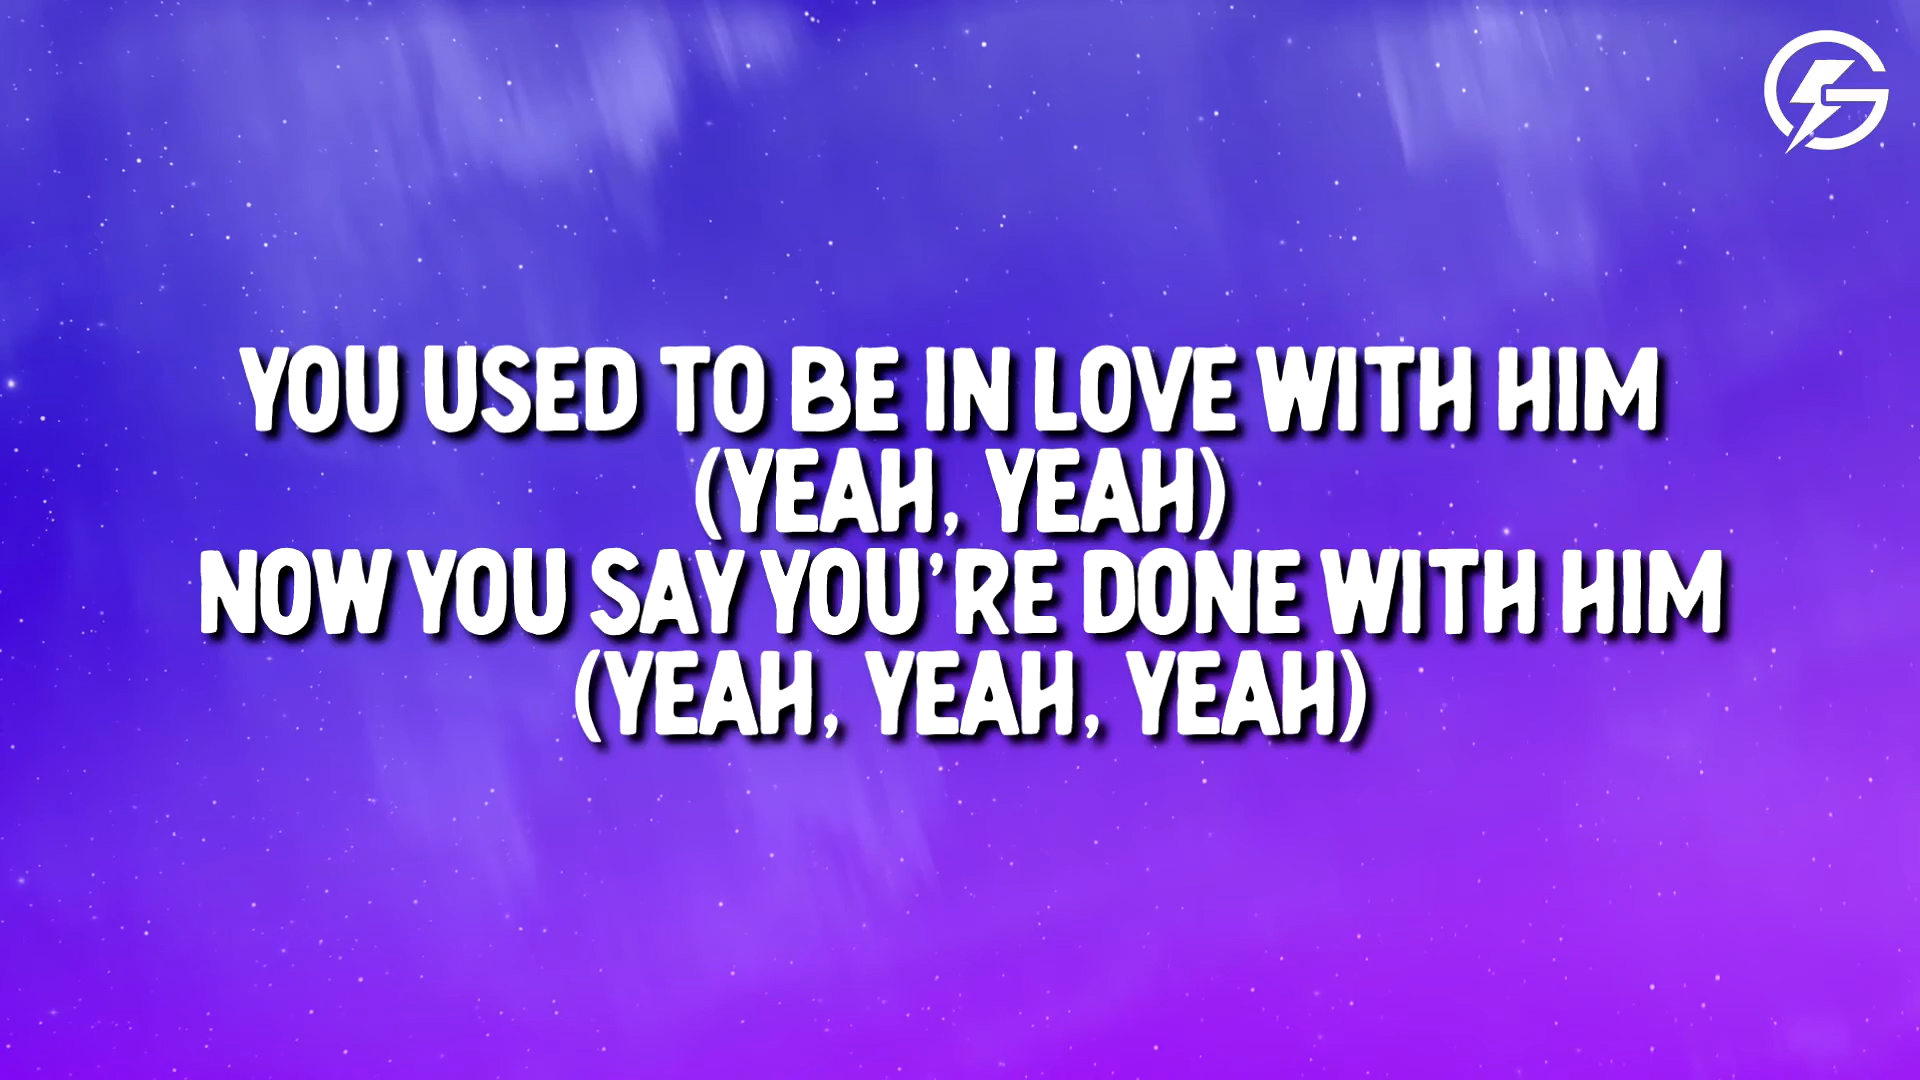 YOU USED TO BE IN LOVE WITH HIM
(YEAH, YEAH)
NOW YOU SAY YOU'RE DONE WITH HIM
(YEAH, YEAH, YEAH)